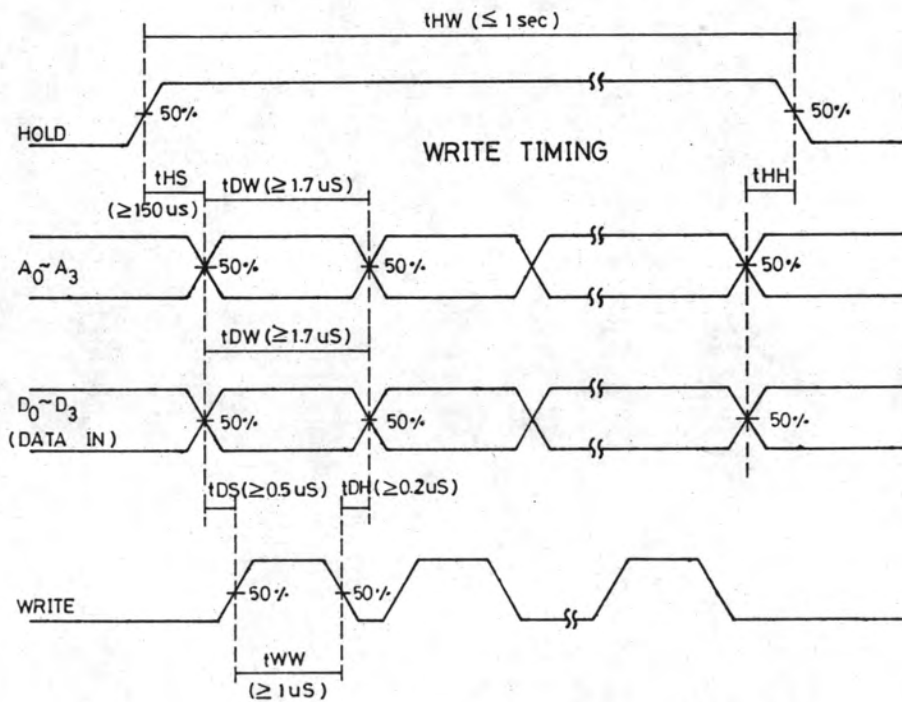 tHW (≤ 1 sec)
50% 50%
HOLD
WRITE TIMING
tHS tDW (≥ 1.7 uS) tHH
(≥ 150 us)
A0~A3 50% 50% 50%
tDW (≥ 1.7 uS)
D0~D3 50% 50% 50%
(DATA IN)
tDS (≥ 0.5 uS) tDH (≥ 0.2 uS)
WRITE 50% 50%
tWW
(≥ 1 uS)